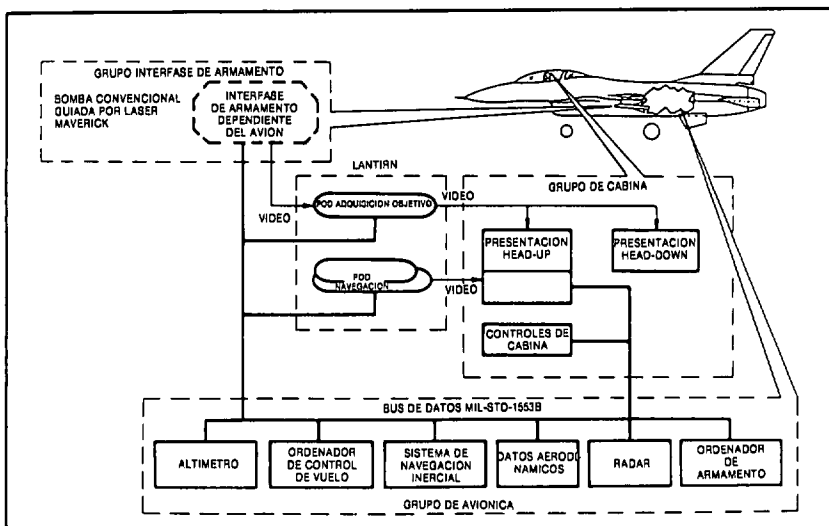 GRUPO INTERFASE DE ARMAMENTO
BOMBA CONVENCIONAL
GUIADA POR LASER
MAVERICK
INTERFASE
DE ARMAMENTO
DEPENDIENTE
DEL AVION
LANTIRN
GRUPO DE CABINA
VIDEO
POD ADQUISICION OBJETIVO
VIDEO
PRESENTACION
HEAD-UP
PRESENTACION
HEAD-DOWN
POD
NAVEGACION
VIDEO
CONTROLES DE
CABINA
BUS DE DATOS MIL-STD-1553B
ALTIMETRO
ORDENADOR
DE CONTROL
DE VUELO
SISTEMA DE
NAVEGACION
INERCIAL
DATOS AERODI
NAMICOS
RADAR
ORDENADOR
DE
ARMAMENTO
GRUPO DE AVIONICA